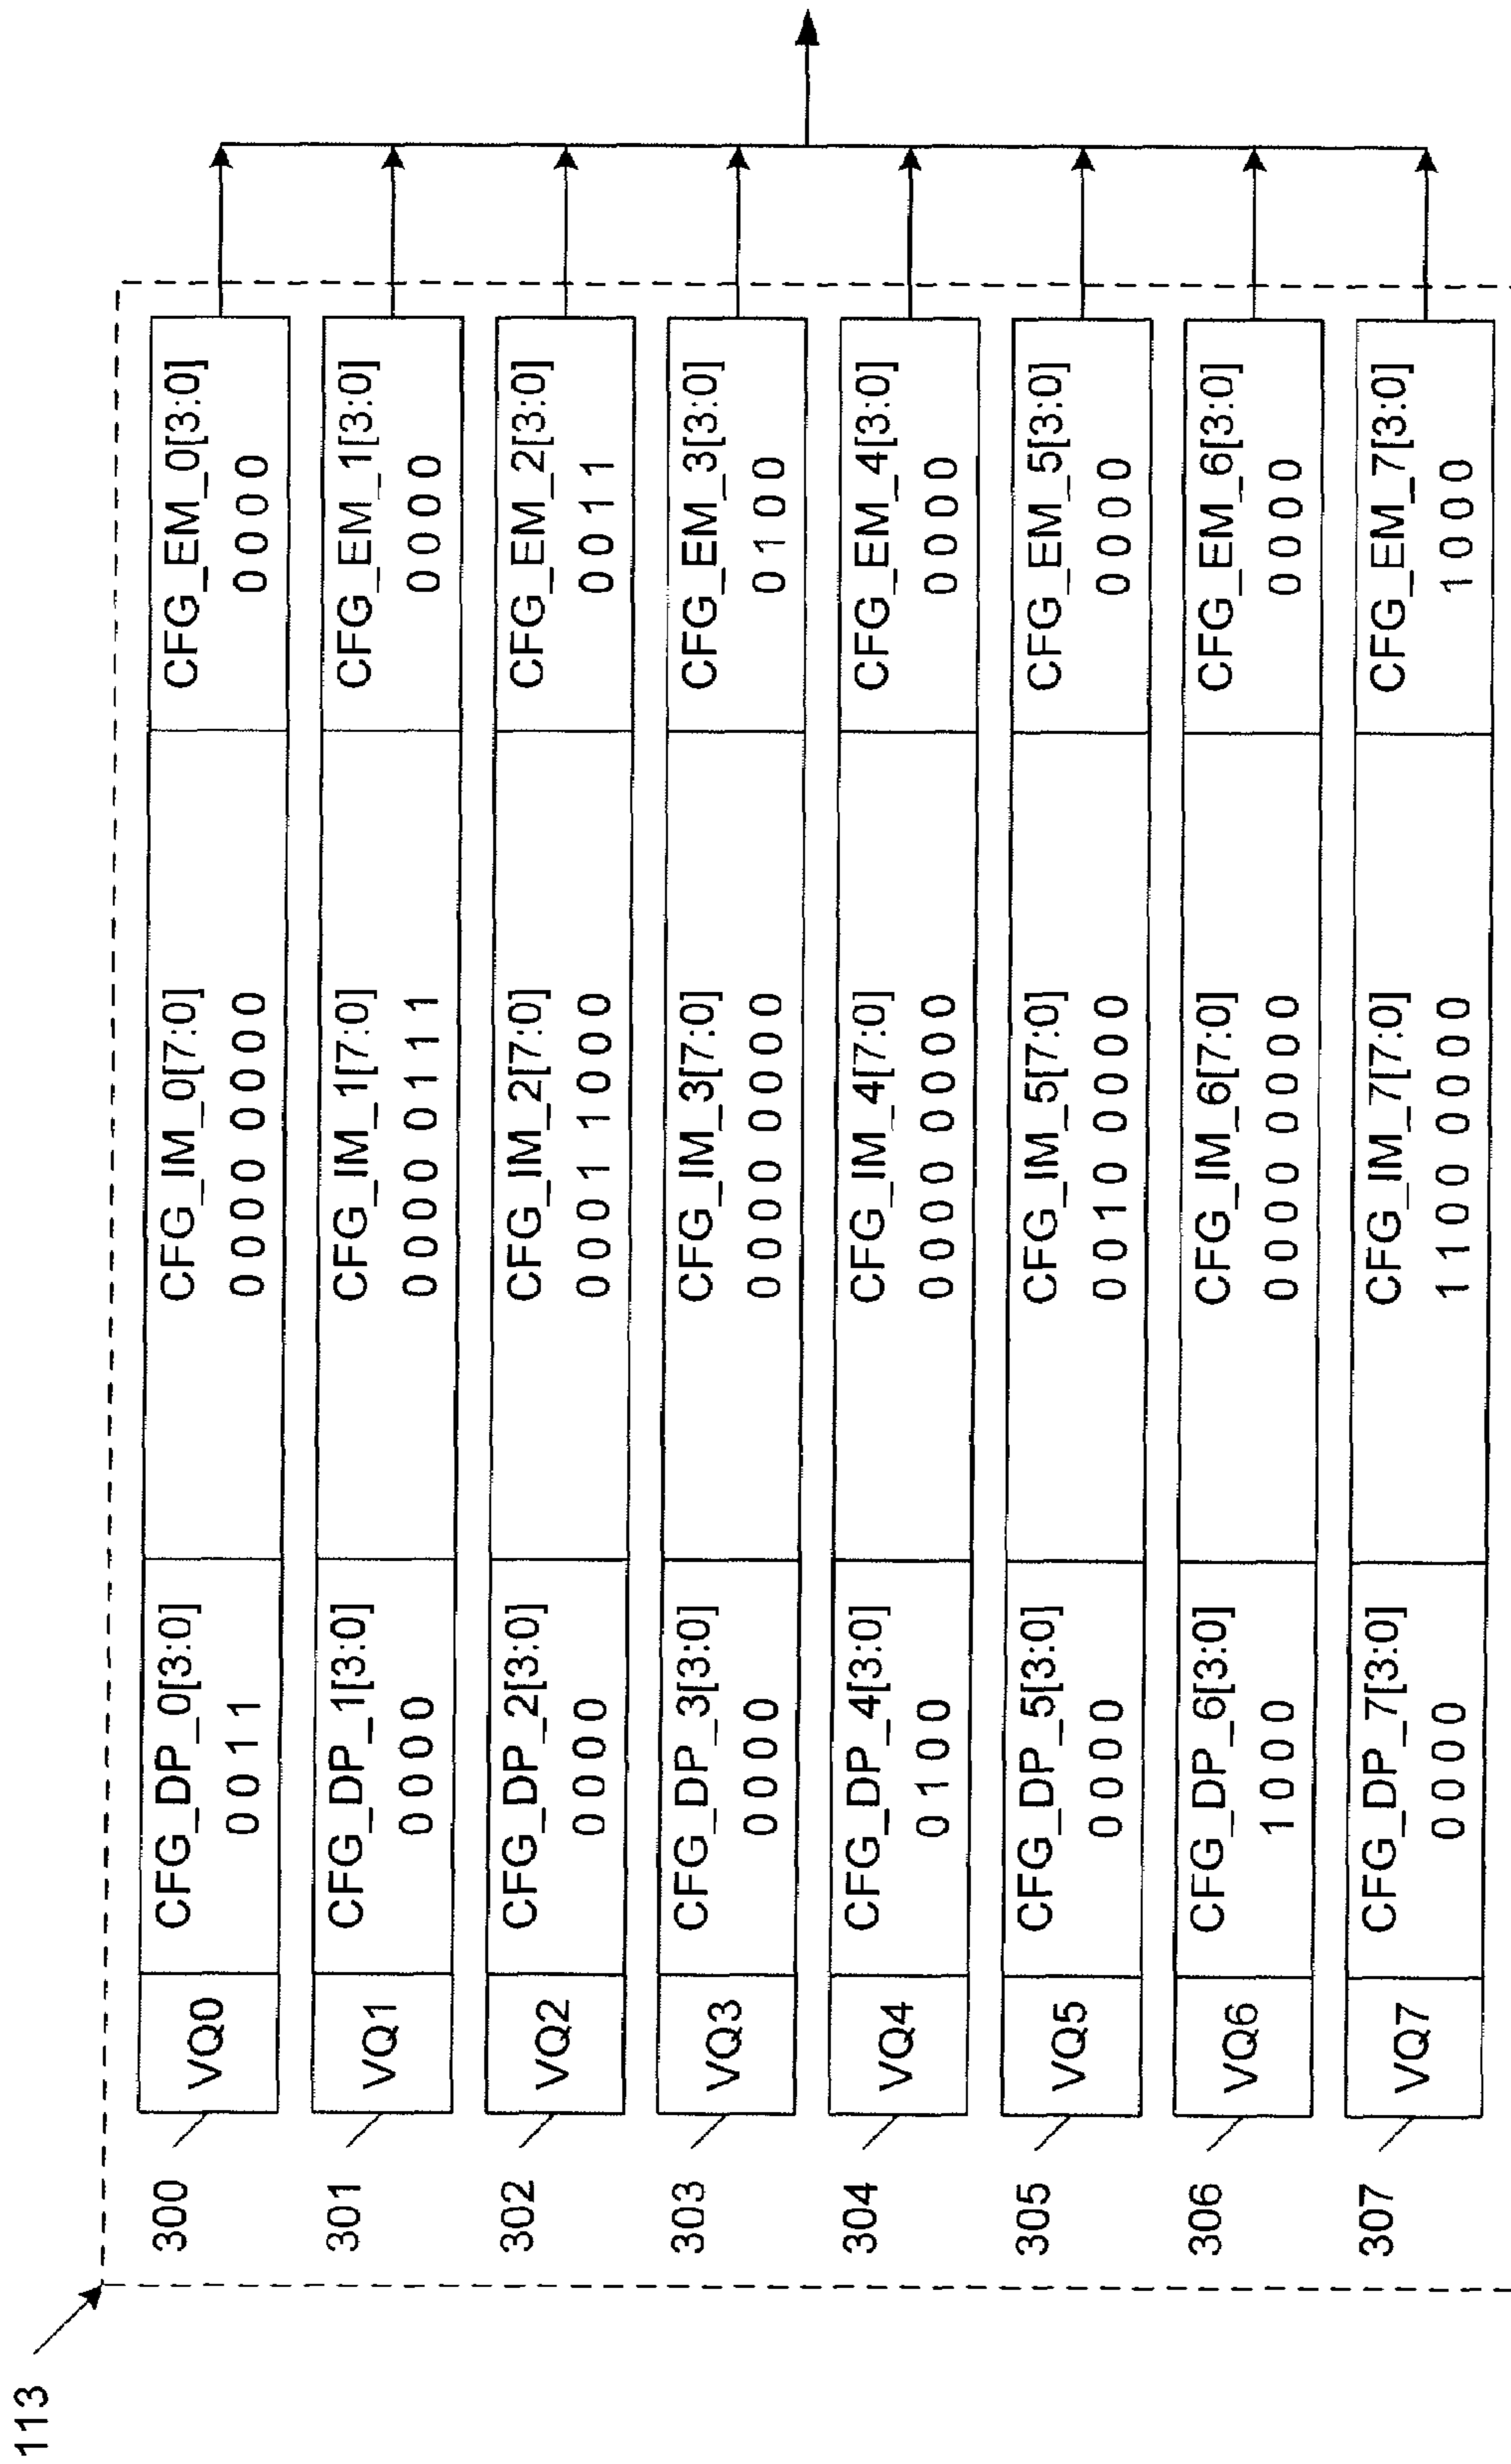 113
300
VQ0
CFG_DP_0[3:0]
0 0 1 1
CFG_IM_0[7:0]
0 0 0 0 0 0 0 0
CFG_EM_0[3:0]
0 0 0 0
301
VQ1
CFG_DP_1[3:0]
0 0 0 0
CFG_IM_1[7:0]
0 0 0 0 0 1 1 1
CFG_EM_1[3:0]
0 0 0 0
302
VQ2
CFG_DP_2[3:0]
0 0 0 0
CFG_IM_2[7:0]
0 0 0 1 1 0 0 0
CFG_EM_2[3:0]
0 0 1 1
303
VQ3
CFG_DP_3[3:0]
0 0 0 0
CFG_IM_3[7:0]
0 0 0 0 0 0 0 0
CFG_EM_3[3:0]
0 1 0 0
304
VQ4
CFG_DP_4[3:0]
0 1 0 0
CFG_IM_4[7:0]
0 0 0 0 0 0 0 0
CFG_EM_4[3:0]
0 0 0 0
305
VQ5
CFG_DP_5[3:0]
0 0 0 0
CFG_IM_5[7:0]
0 0 1 0 0 0 0 0
CFG_EM_5[3:0]
0 0 0 0
306
VQ6
CFG_DP_6[3:0]
1 0 0 0
CFG_IM_6[7:0]
0 0 0 0 0 0 0 0
CFG_EM_6[3:0]
0 0 0 0
307
VQ7
CFG_DP_7[3:0]
0 0 0 0
CFG_IM_7[7:0]
1 1 0 0 0 0 0 0
CFG_EM_7[3:0]
1 0 0 0